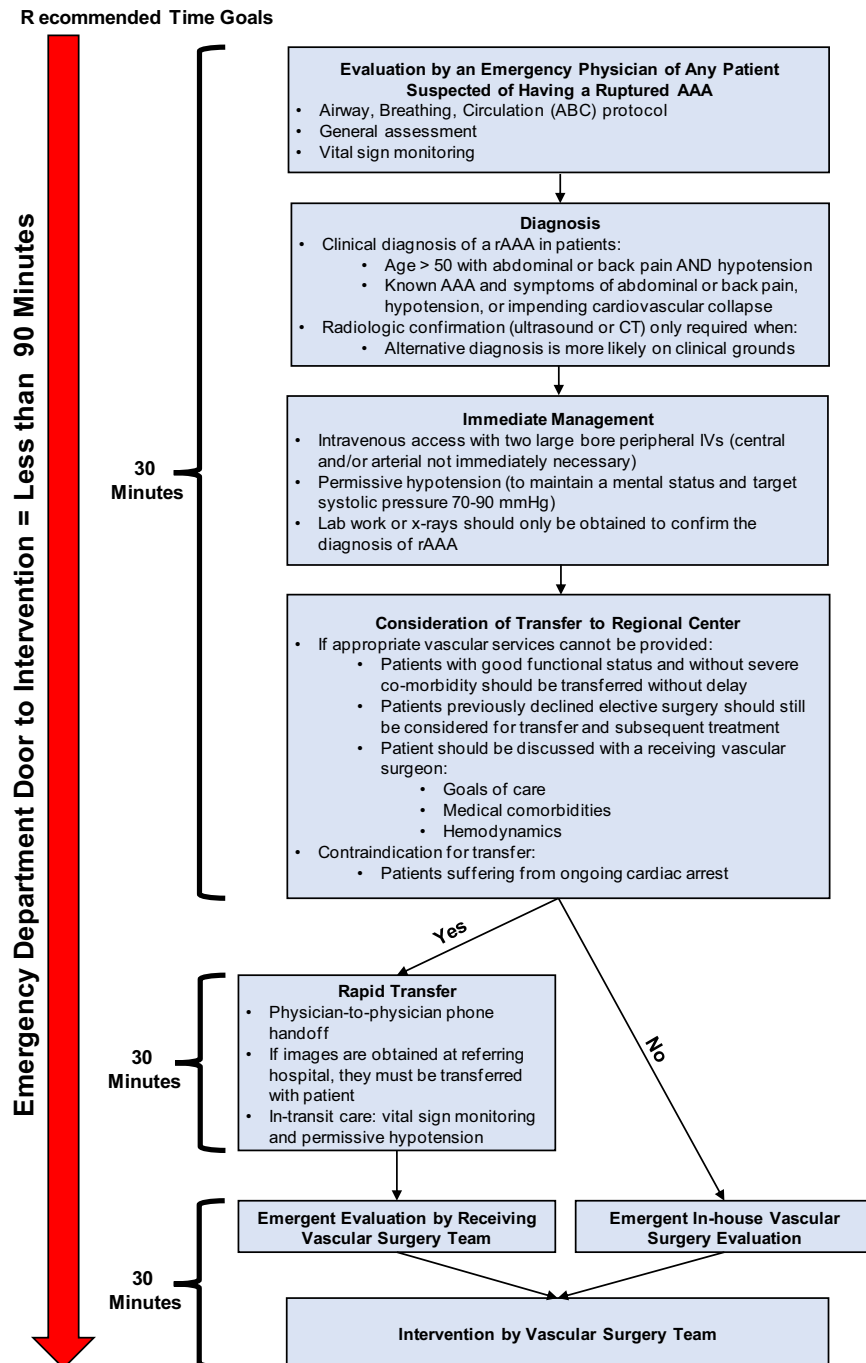 R ecommended Time Goals
Emergency Department Door to Intervention = Less than 90 Minutes
Evaluation by an Emergency Physician of Any Patient
Suspected of Having a Ruptured AAA
• Airway, Breathing, Circulation (ABC) protocol
• General assessment
• Vital sign monitoring
Diagnosis
• Clinical diagnosis of a rAAA in patients:
• Age > 50 with abdominal or back pain AND hypotension
• Known AAA and symptoms of abdominal or back pain,
hypotension, or impending cardiovascular collapse
• Radiologic confirmation (ultrasound or CT) only required when:
• Alternative diagnosis is more likely on clinical grounds
30
Minutes
Immediate Management
• Intravenous access with two large bore peripheral IVs (central
and/or arterial not immediately necessary)
• Permissive hypotension (to maintain a mental status and target
systolic pressure 70-90 mmHg)
• Lab work or x-rays should only be obtained to confirm the
diagnosis of rAAA
Consideration of Transfer to Regional Center
• If appropriate vascular services cannot be provided:
• Patients with good functional status and without severe
co-morbidity should be transferred without delay
• Patients previously declined elective surgery should still
be considered for transfer and subsequent treatment
• Patient should be discussed with a receiving vascular
surgeon:
• Goals of care
• Medical comorbidities
• Hemodynamics
• Contraindication for transfer:
• Patients suffering from ongoing cardiac arrest
Yes
No
30
Minutes
Rapid Transfer
• Physician-to-physician phone
handoff
• If images are obtained at referring
hospital, they must be transferred
with patient
• In-transit care: vital sign monitoring
and permissive hypotension
30
Minutes
Emergent Evaluation by Receiving
Vascular Surgery Team
Emergent In-house Vascular
Surgery Evaluation
Intervention by Vascular Surgery Team